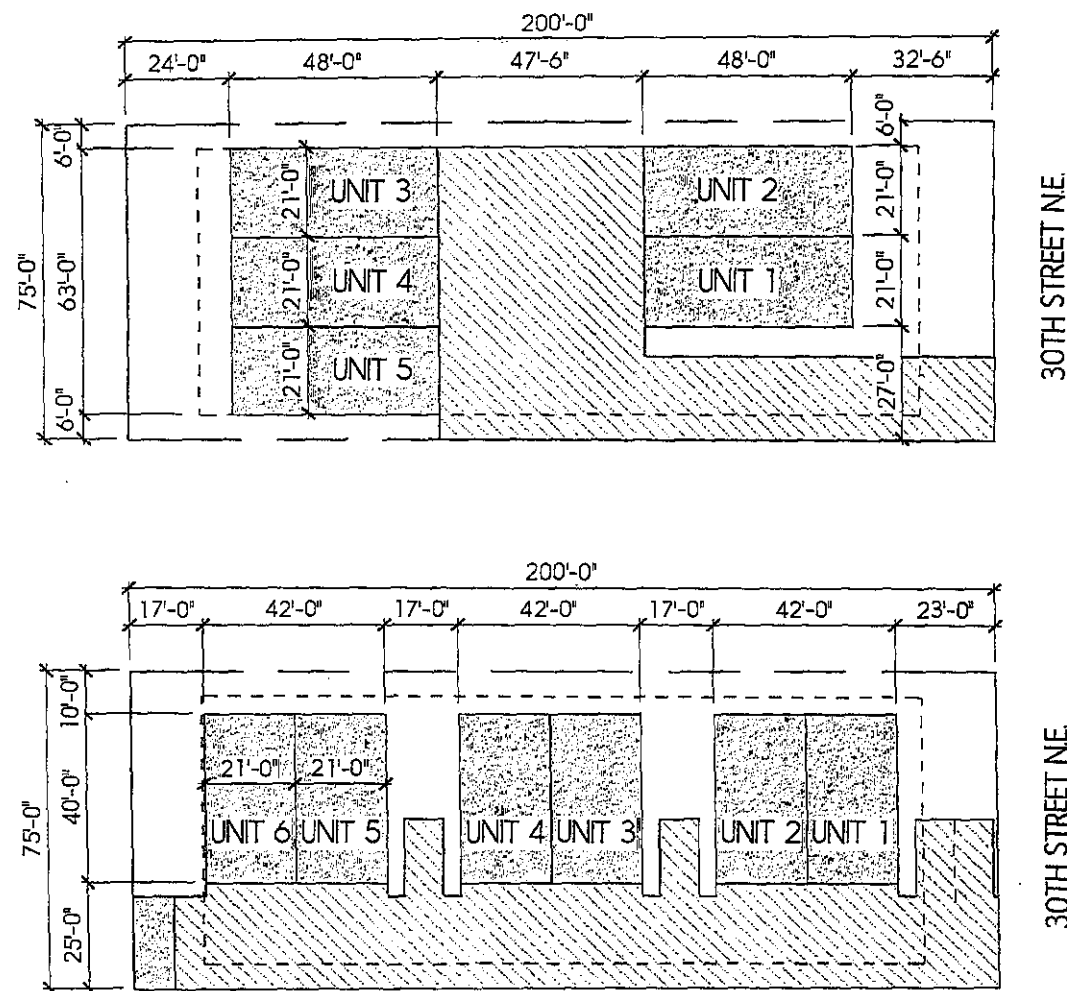 200'-0"
24'-0" 48'-0" 47'-6" 48'-0" 32'-6"
6'-0" 6'-0"
21'-0" UNIT 3 UNIT 2 21'-0"
75'-0" 63'-0" 21'-0" UNIT 4 UNIT 1 21'-0"
21'-0" UNIT 5 27'-0"
6'-0"
30TH STREET N.E.
200'-0"
17'-0" 42'-0" 17'-0" 42'-0" 17'-0" 42'-0" 23'-0"
10'-0"
21'-0" 21'-0"
75'-0" 40'-0" UNIT 6 UNIT 5 UNIT 4 UNIT 3 UNIT 2 UNIT 1
25'-0"
30TH STREET N.E.